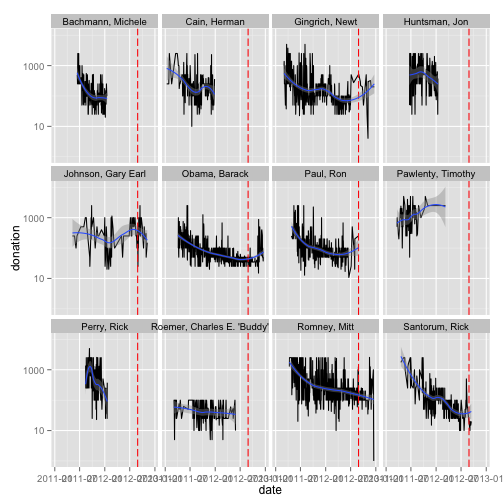 Bachmann, Michele
Cain, Herman
Gingrich, Newt
Huntsman, Jon
1000
10
Johnson, Gary Earl
Obama, Barack
Paul, Ron
Pawlenty, Timothy
1000
10
donation
Perry, Rick
Roemer, Charles E. 'Buddy'
Romney, Mitt
Santorum, Rick
1000
10
date